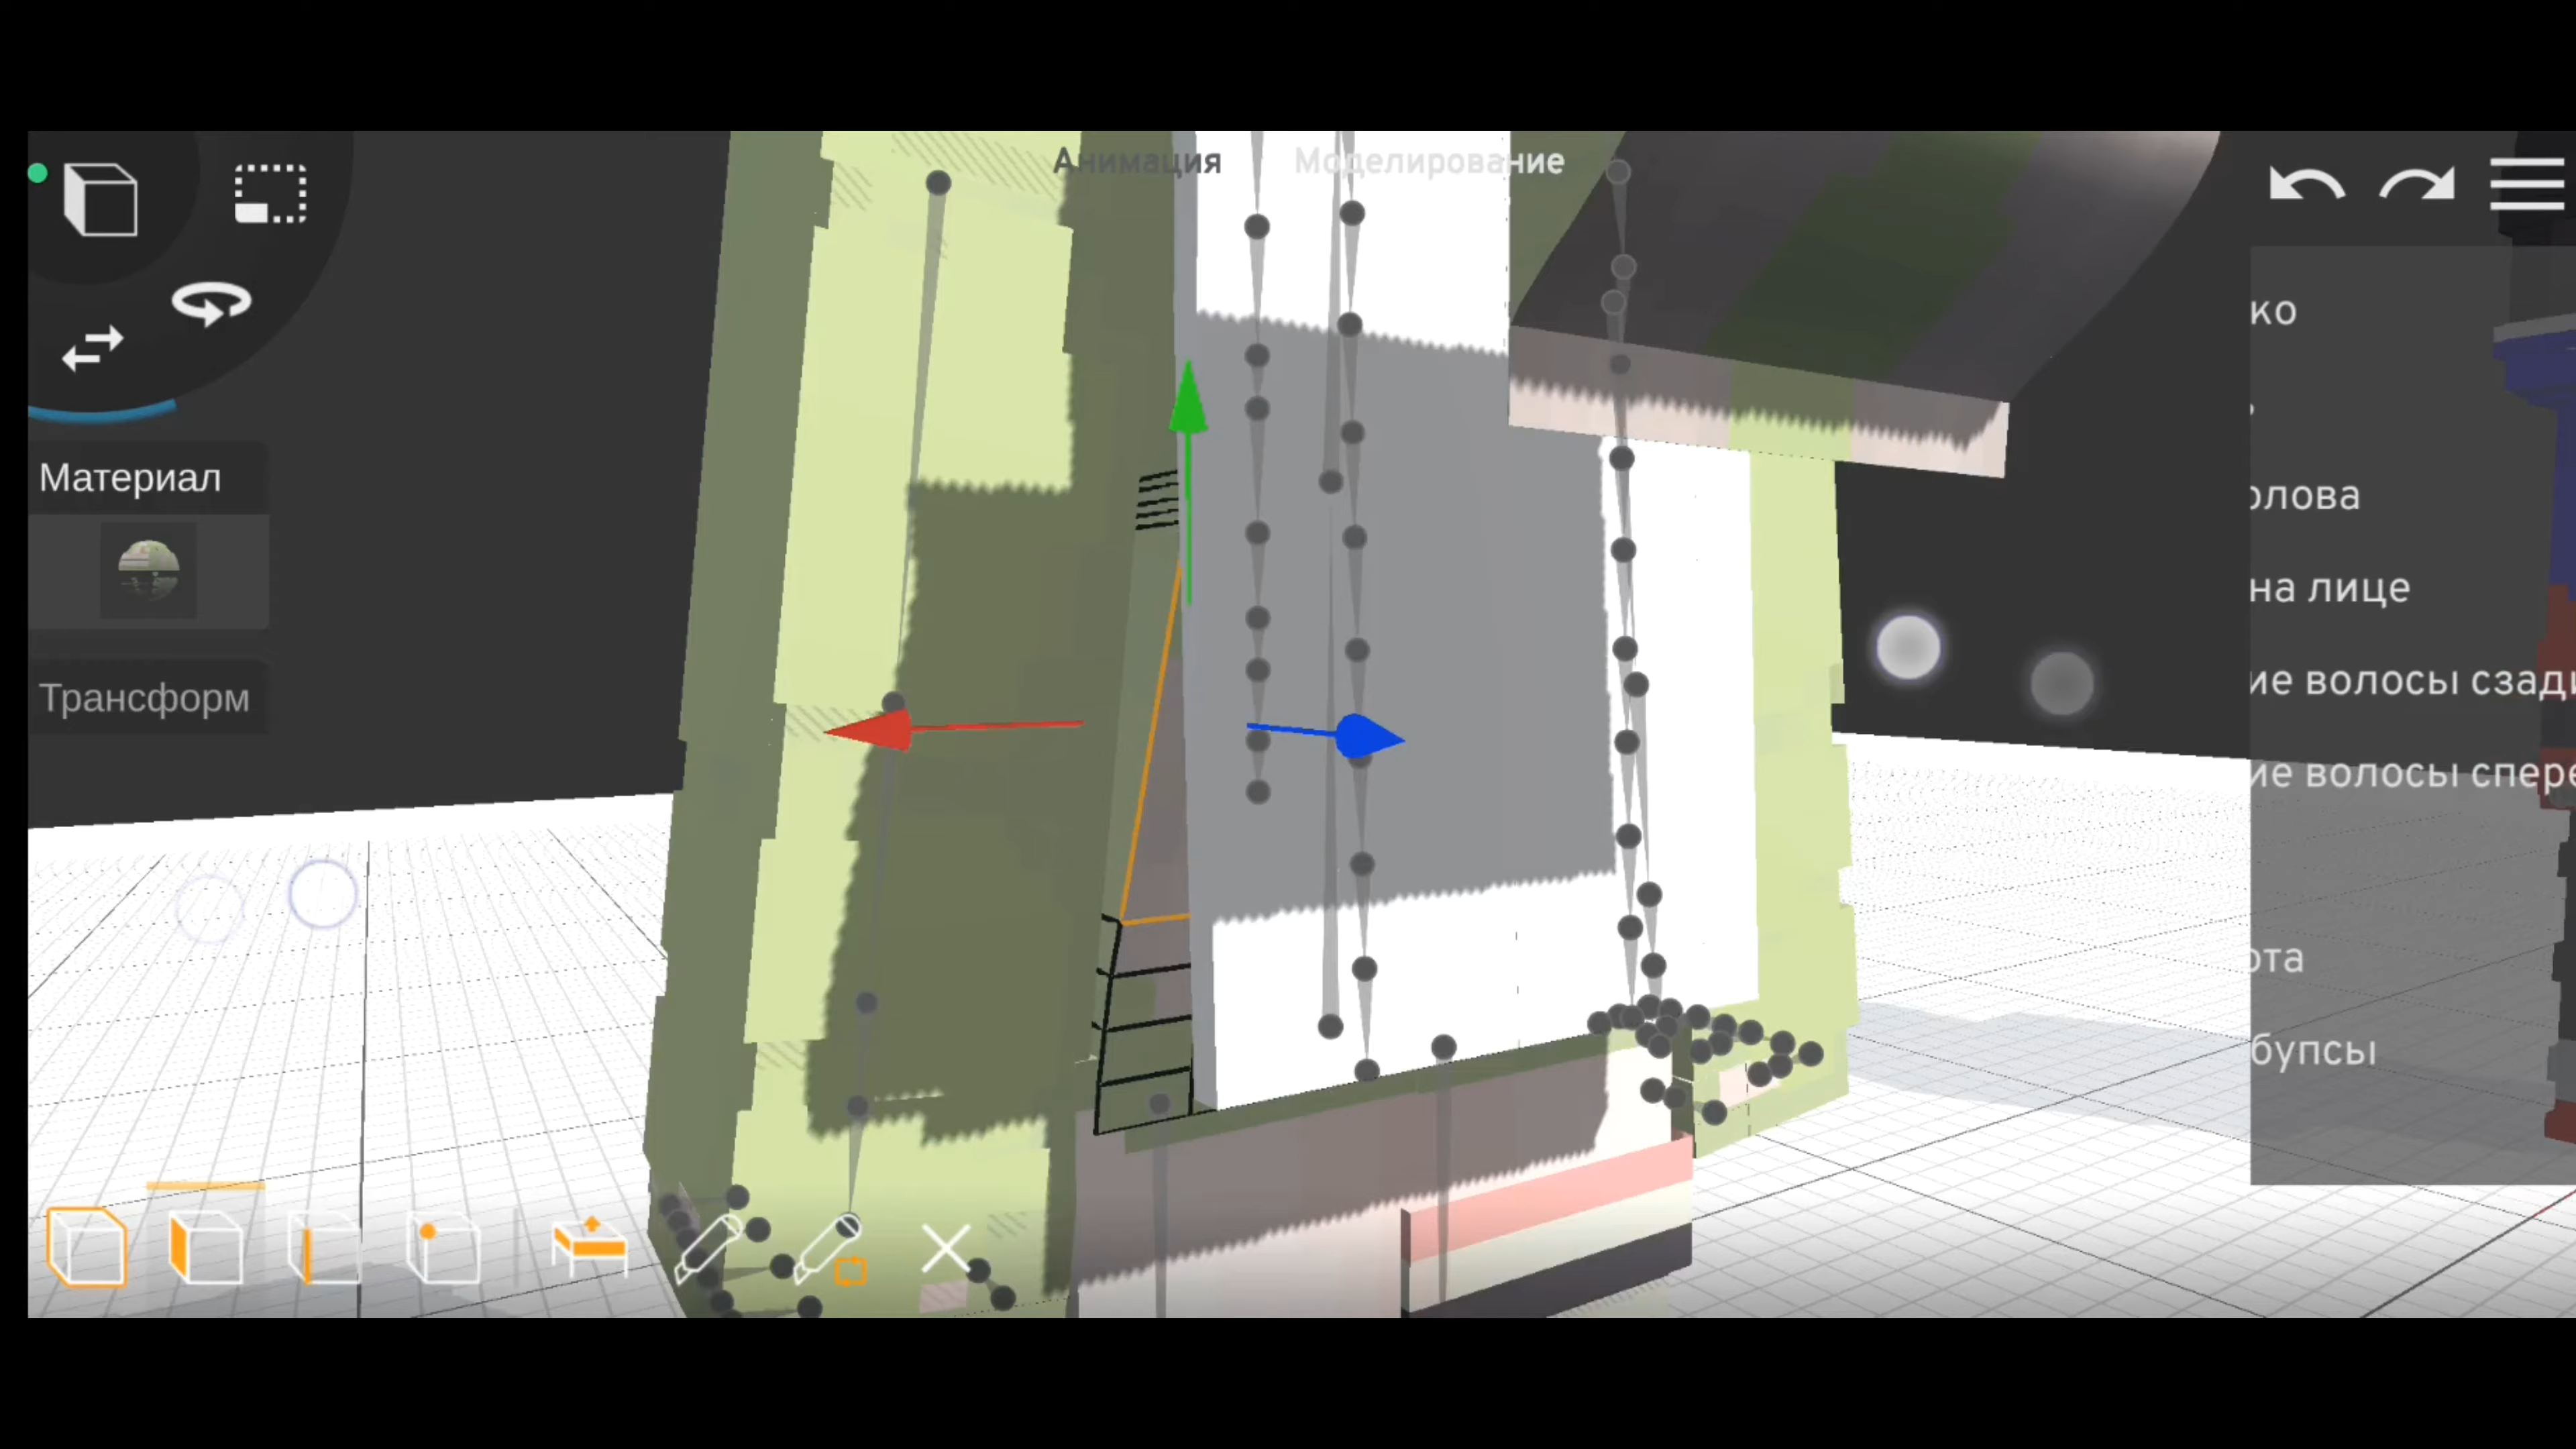 Анимация Моделирование
Материал
Трансформ
ко
олова
на лице
ие волосы сзади
ие волосы спере
ота
бупсы